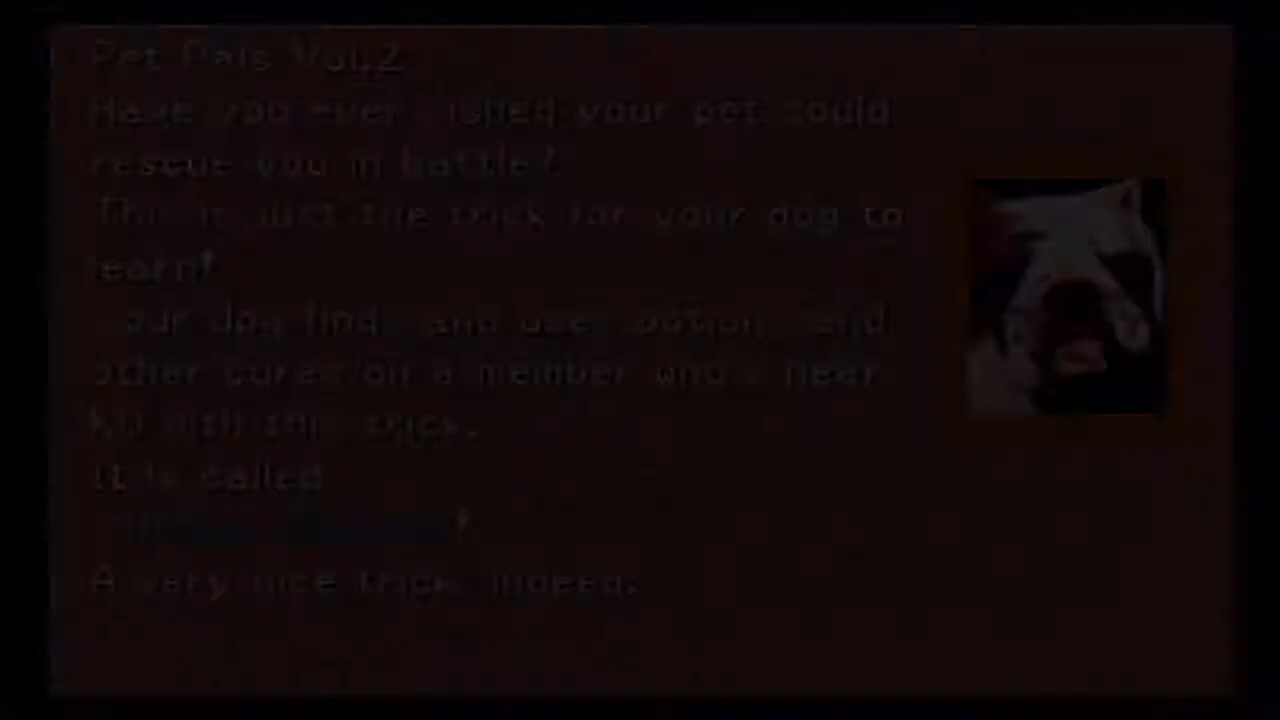 Pet Pals Vol.2
Have you ever wished your pet could
rescue you in battle?
This is just the trick for your dog to
learn!
Your dog finds and uses potions and
other cures on a member who's near
KO with this trick.
It is called
!
A very nice trick, indeed.